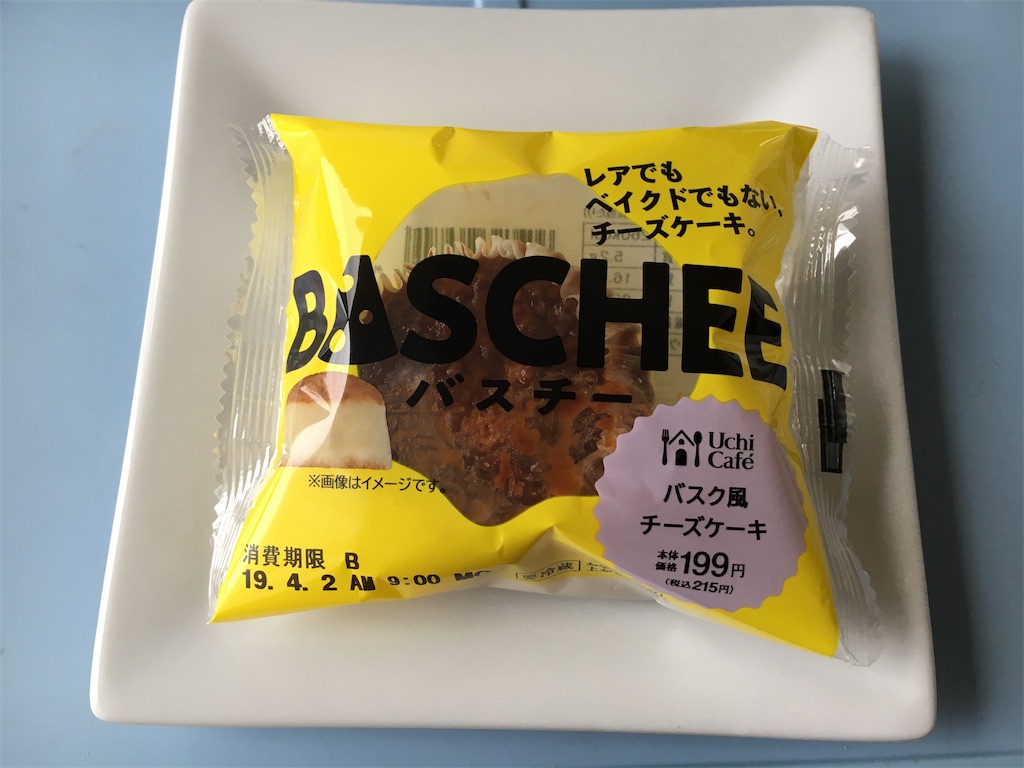 レアでも
ベイクドでもない、
チーズケーキ。
BASCHEE
バスチー
Uchi
Café
バスク風
チーズケーキ
本体
価格 199円
(税込215円)
※画像はイメージです。
消費期限 B
19. 4. 2 AM 9:00
要冷蔵